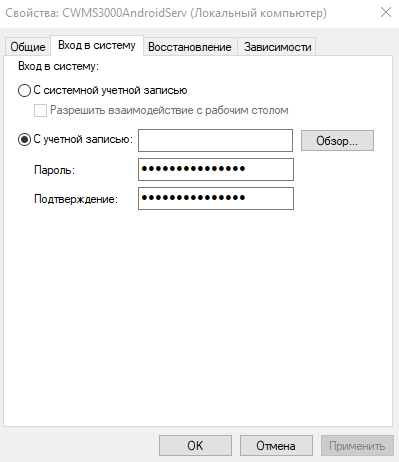 Свойства: CWMS3000AndroidServ (Локальный компьютер)
Общие Вход в систему Восстановление Зависимости
Вход в систему:
С системной учетной записью
Разрешить взаимодействие с рабочим столом
С учетной записью: Обзор...
Пароль: •••••••••••••••
Подтверждение: •••••••••••••••
OK Отмена Применить